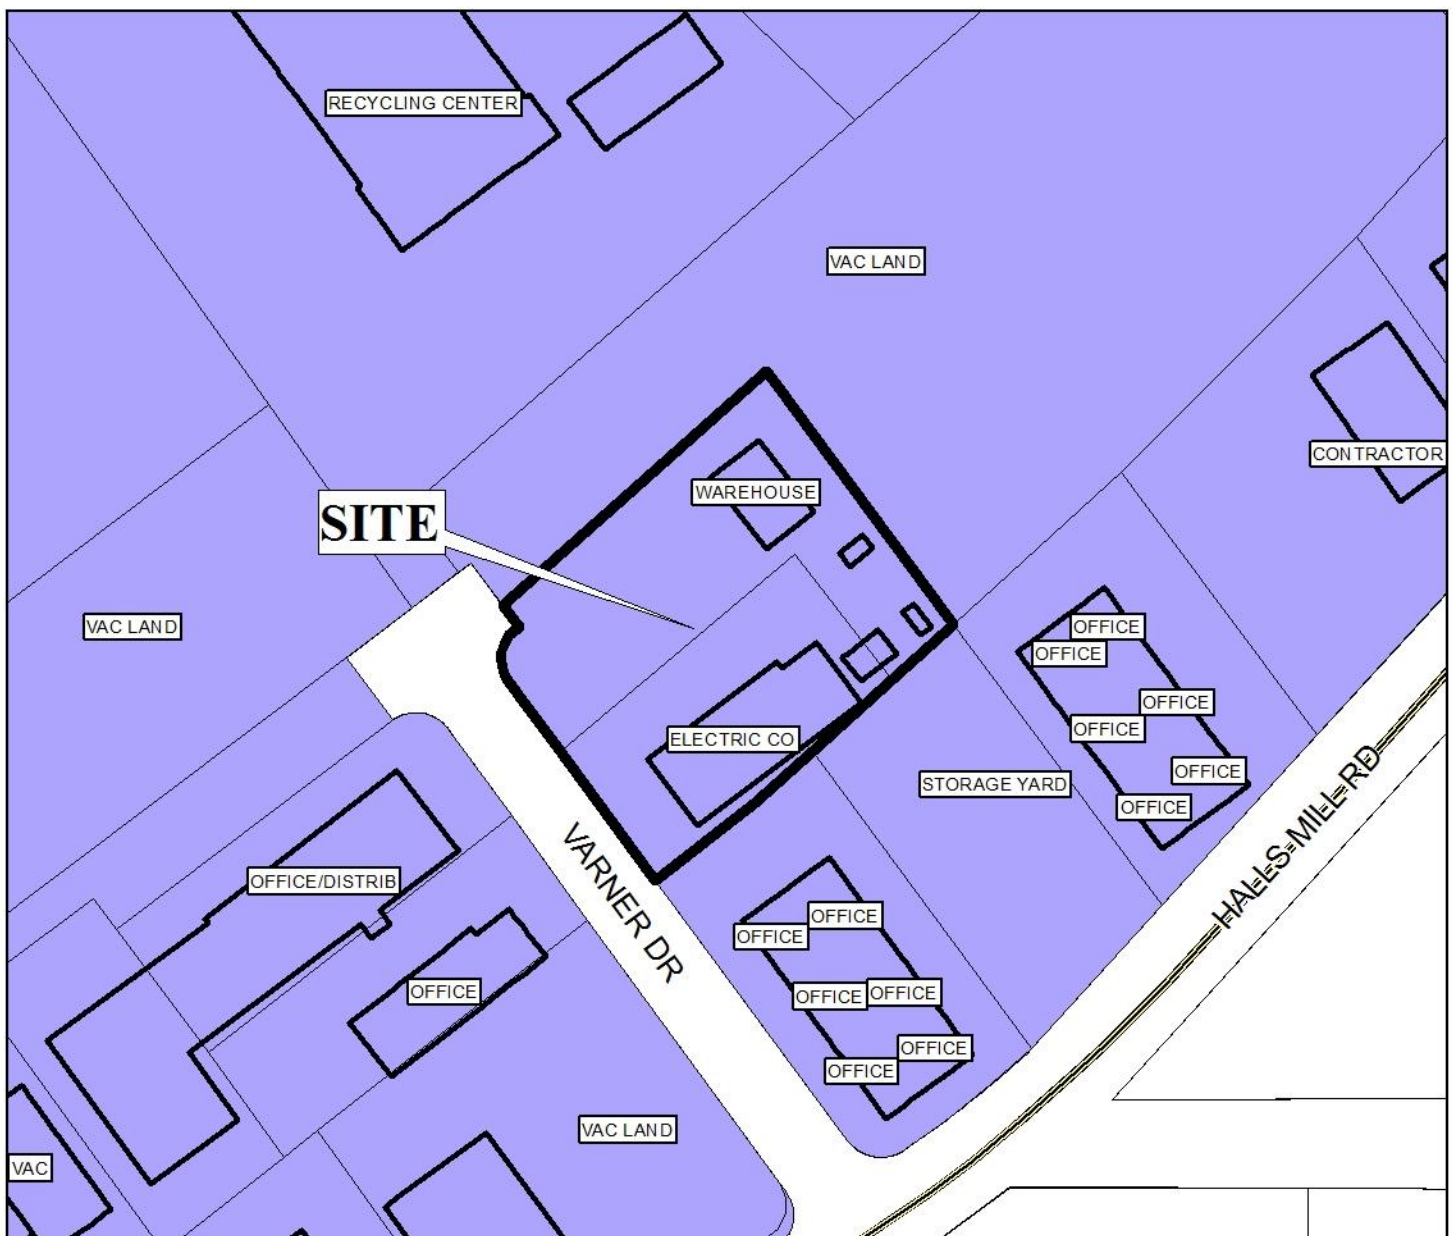 RECYCLING CENTER
VAC LAND
CONTRACTOR
WAREHOUSE
SITE
VAC LAND
OFFICE
OFFICE
OFFICE
OFFICE
ELECTRIC CO
OFFICE
STORAGE YARD
OFFICE
HALLS MILL RD
VARNER DR
OFFICE/DISTRIB
OFFICE
OFFICE
OFFICE
OFFICE
OFFICE
OFFICE
OFFICE
VAC LAND
VAC